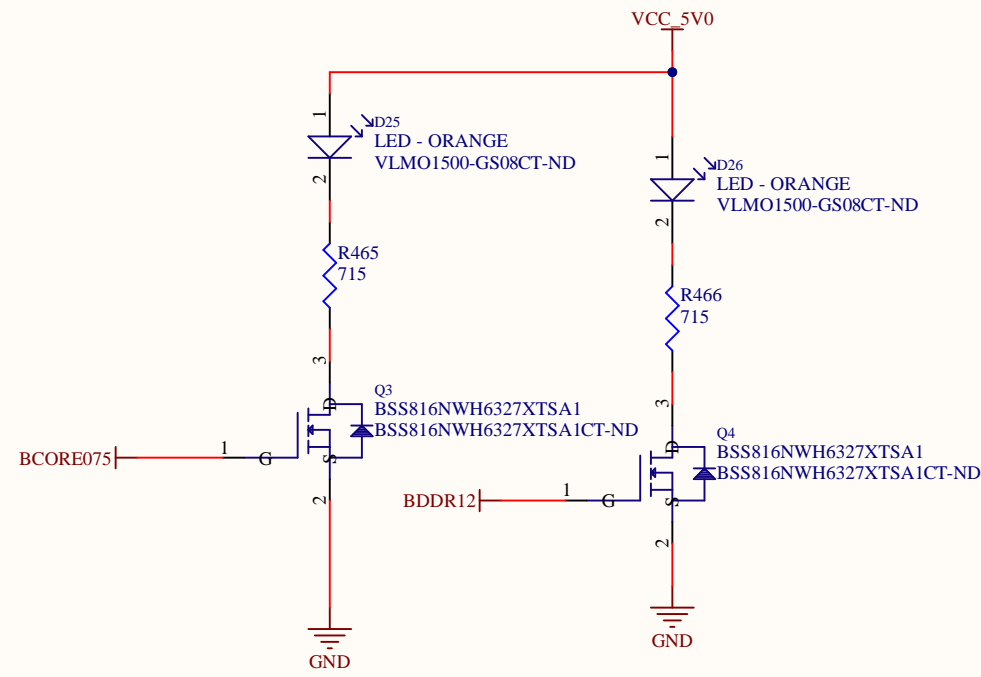 VCC_5V0
1
D25
LED - ORANGE
VLMO1500-GS08CT-ND
2
1
D26
LED - ORANGE
VLMO1500-GS08CT-ND
2
R465
715
R466
715
3
Q3
D
BSS816NWH6327XTSA1
BSS816NWH6327XTSA1CT-ND
BCORE075
1
G
S
2
3
Q4
D
BSS816NWH6327XTSA1
BSS816NWH6327XTSA1CT-ND
BDDR12
1
G
S
2
GND
GND